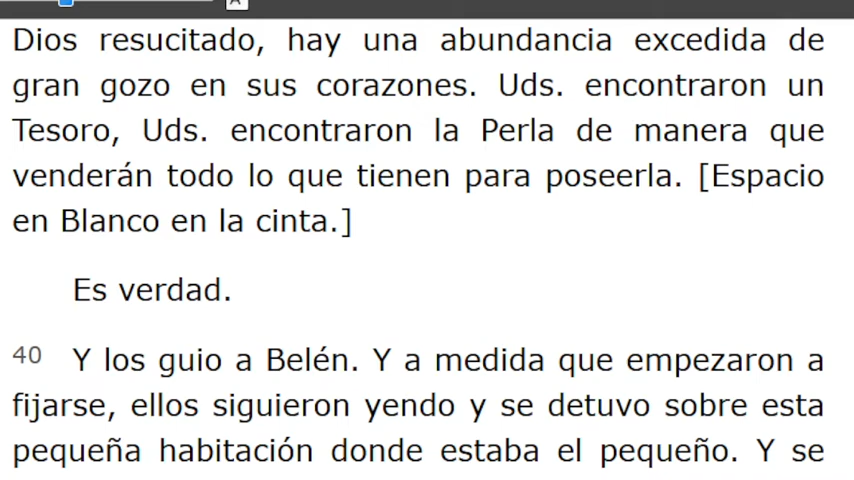 Dios resucitado, hay una abundancia excedida de
gran gozo en sus corazones. Uds. encontraron un
Tesoro, Uds. encontraron la Perla de manera que
venderán todo lo que tienen para poseerla. [Espacio
en Blanco en la cinta.]
Es verdad.
40 Y los guio a Belén. Y a medida que empezaron a
fijarse, ellos siguieron yendo y se detuvo sobre esta
pequeña habitación donde estaba el pequeño. Y se